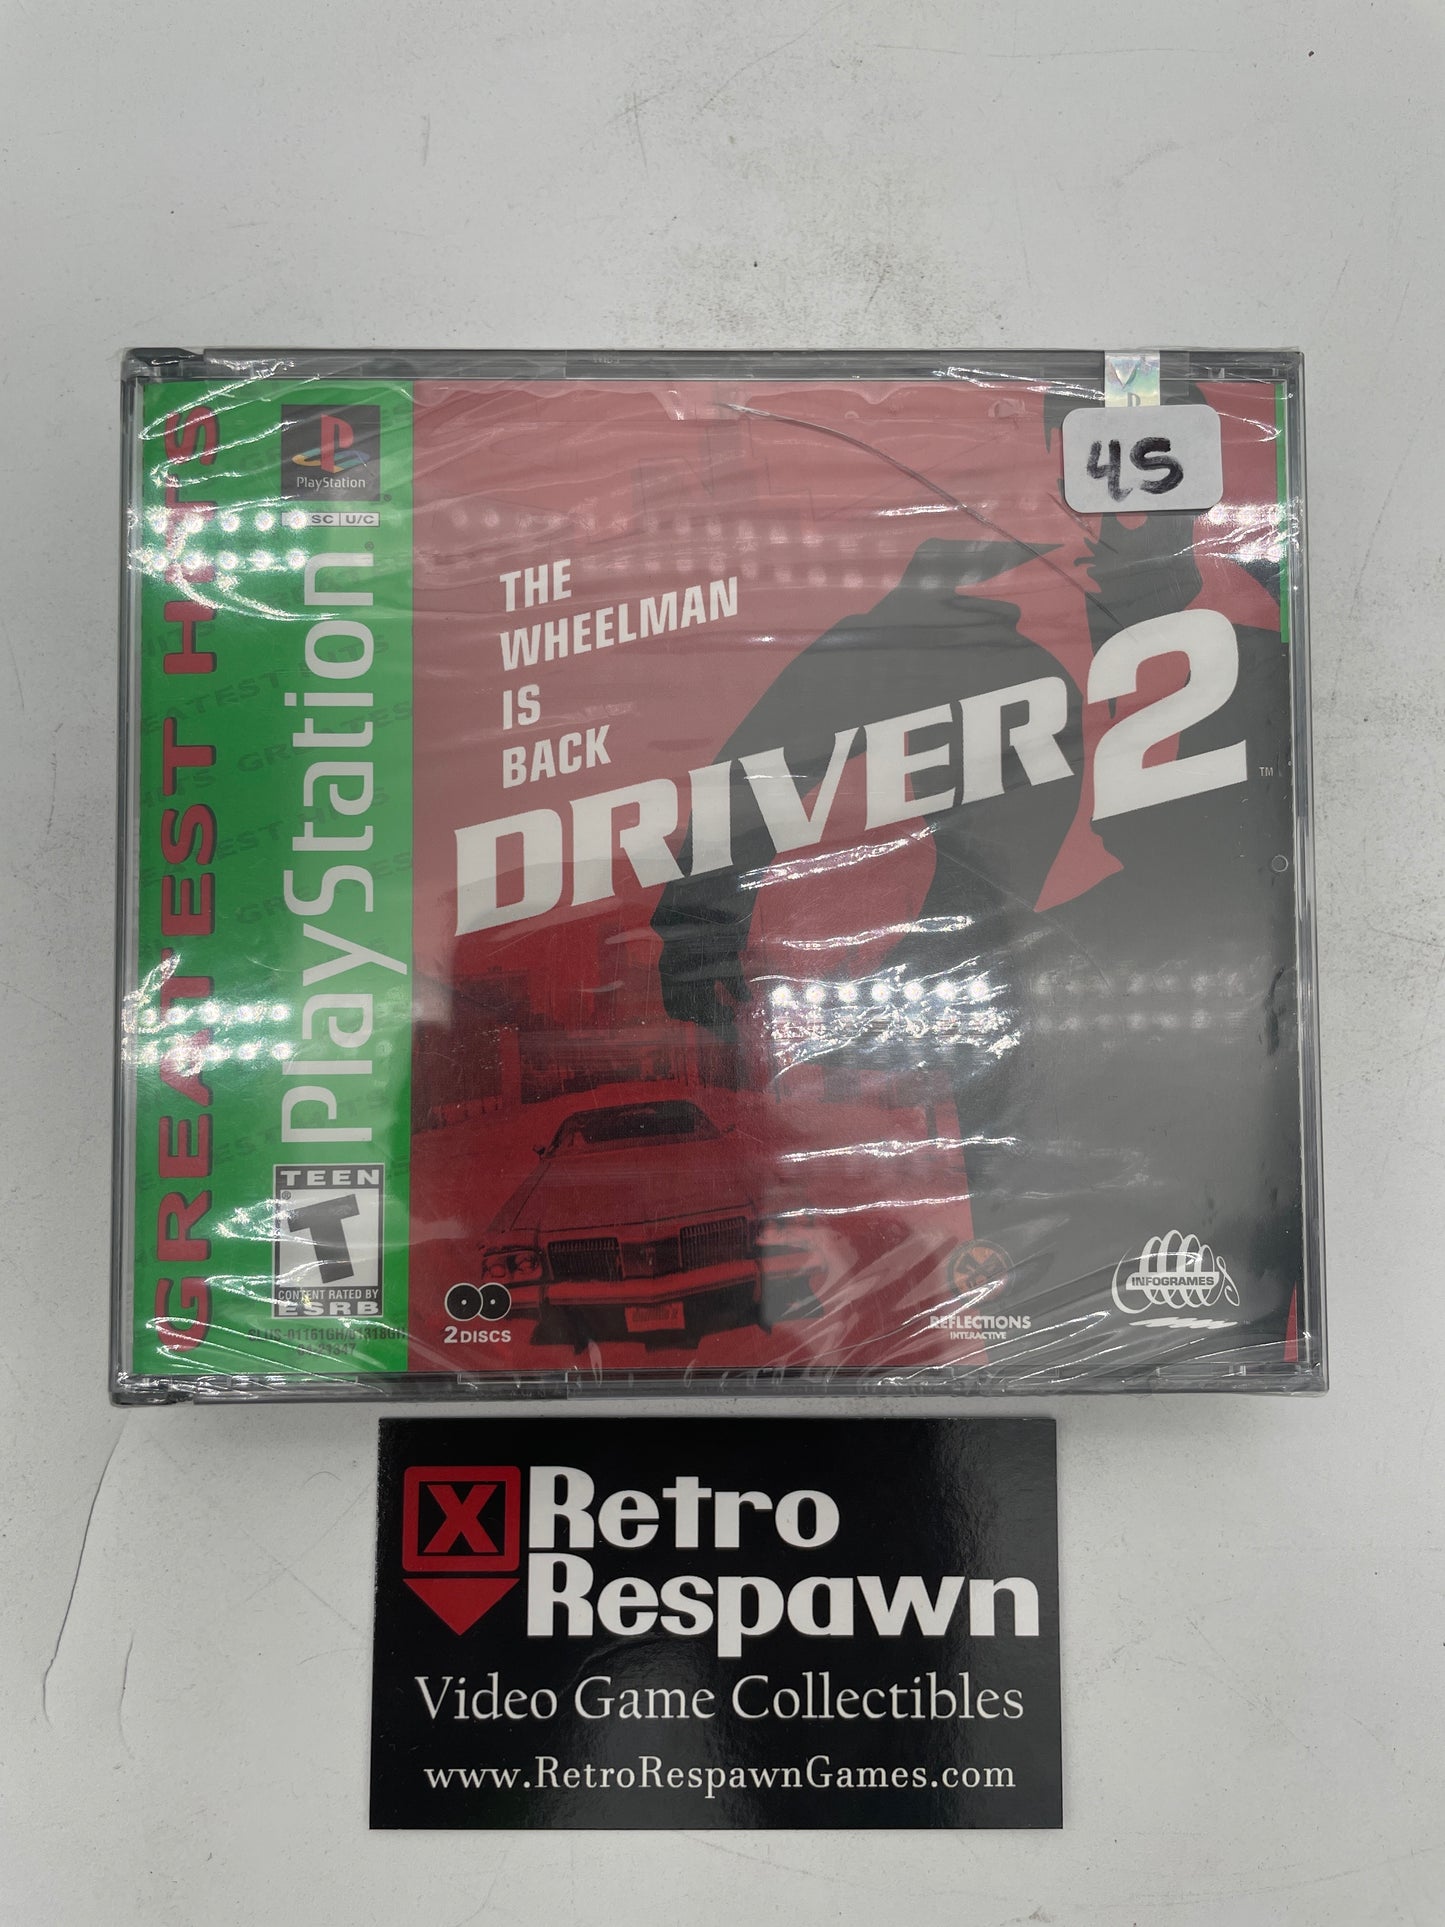 GREATEST HITS
PlayStation
SC U/C
PlayStation
THE
WHEELMAN
IS
BACK
DRIVER 2
TM
45
TEEN
T
CONTENT RATED BY
ESRB
2 DISCS
REFLECTIONS
INTERACTIVE
INFOGRAMES
X Retro
Respawn
Video Game Collectibles
www.RetroRespawnGames.com